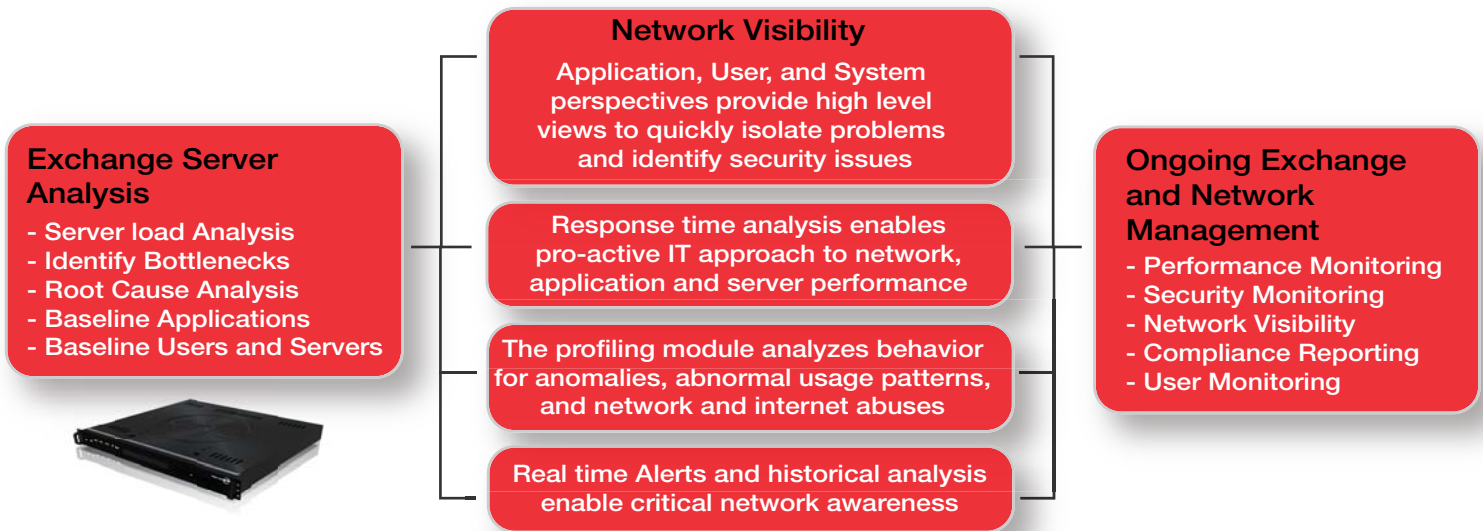 Exchange Server
Analysis
- Server load Analysis
- Identify Bottlenecks
- Root Cause Analysis
- Baseline Applications
- Baseline Users and Servers
Network Visibility
Application, User, and System
perspectives provide high level
views to quickly isolate problems
and identify security issues
Response time analysis enables
pro-active IT approach to network,
application and server performance
The profiling module analyzes behavior
for anomalies, abnormal usage patterns,
and network and internet abuses
Real time Alerts and historical analysis
enable critical network awareness
Ongoing Exchange
and Network
Management
- Performance Monitoring
- Security Monitoring
- Network Visibility
- Compliance Reporting
- User Monitoring